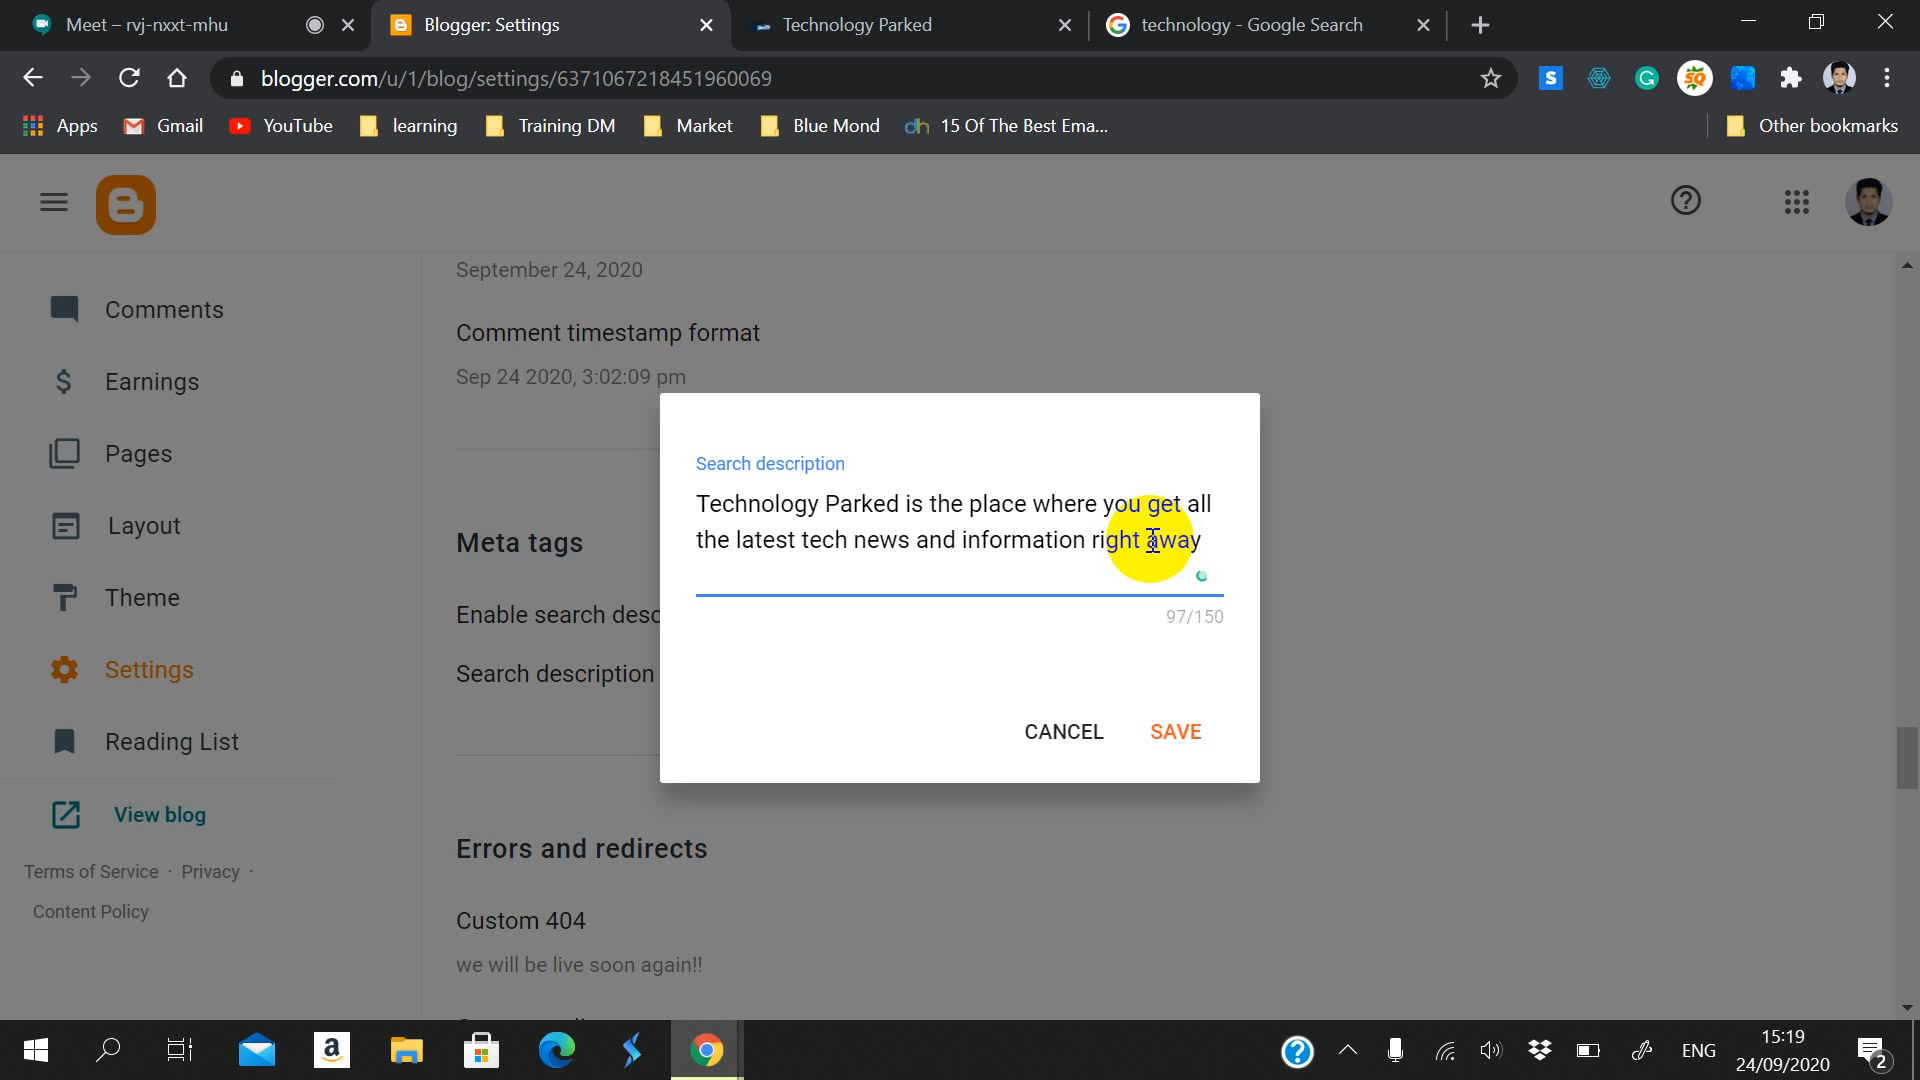 Meet – rvj-nxxt-mhu
Blogger: Settings
Technology Parked
technology - Google Search
blogger.com/u/1/blog/settings/6371067218451960069
Apps
Gmail
YouTube
learning
Training DM
Market
Blue Mond
dh
15 Of The Best Ema...
Other bookmarks
September 24, 2020
Comments
Comment timestamp format
Sep 24 2020, 3:02:09 pm
Earnings
Pages
Layout
Theme
Settings
Reading List
View blog
Terms of Service · Privacy ·
Content Policy
Meta tags
Enable search desc
Search description
Search description
Technology Parked is the place where you get all
the latest tech news and information right away
97/150
CANCEL
SAVE
Errors and redirects
Custom 404
we will be live soon again!!
ENG
15:19
24/09/2020
2